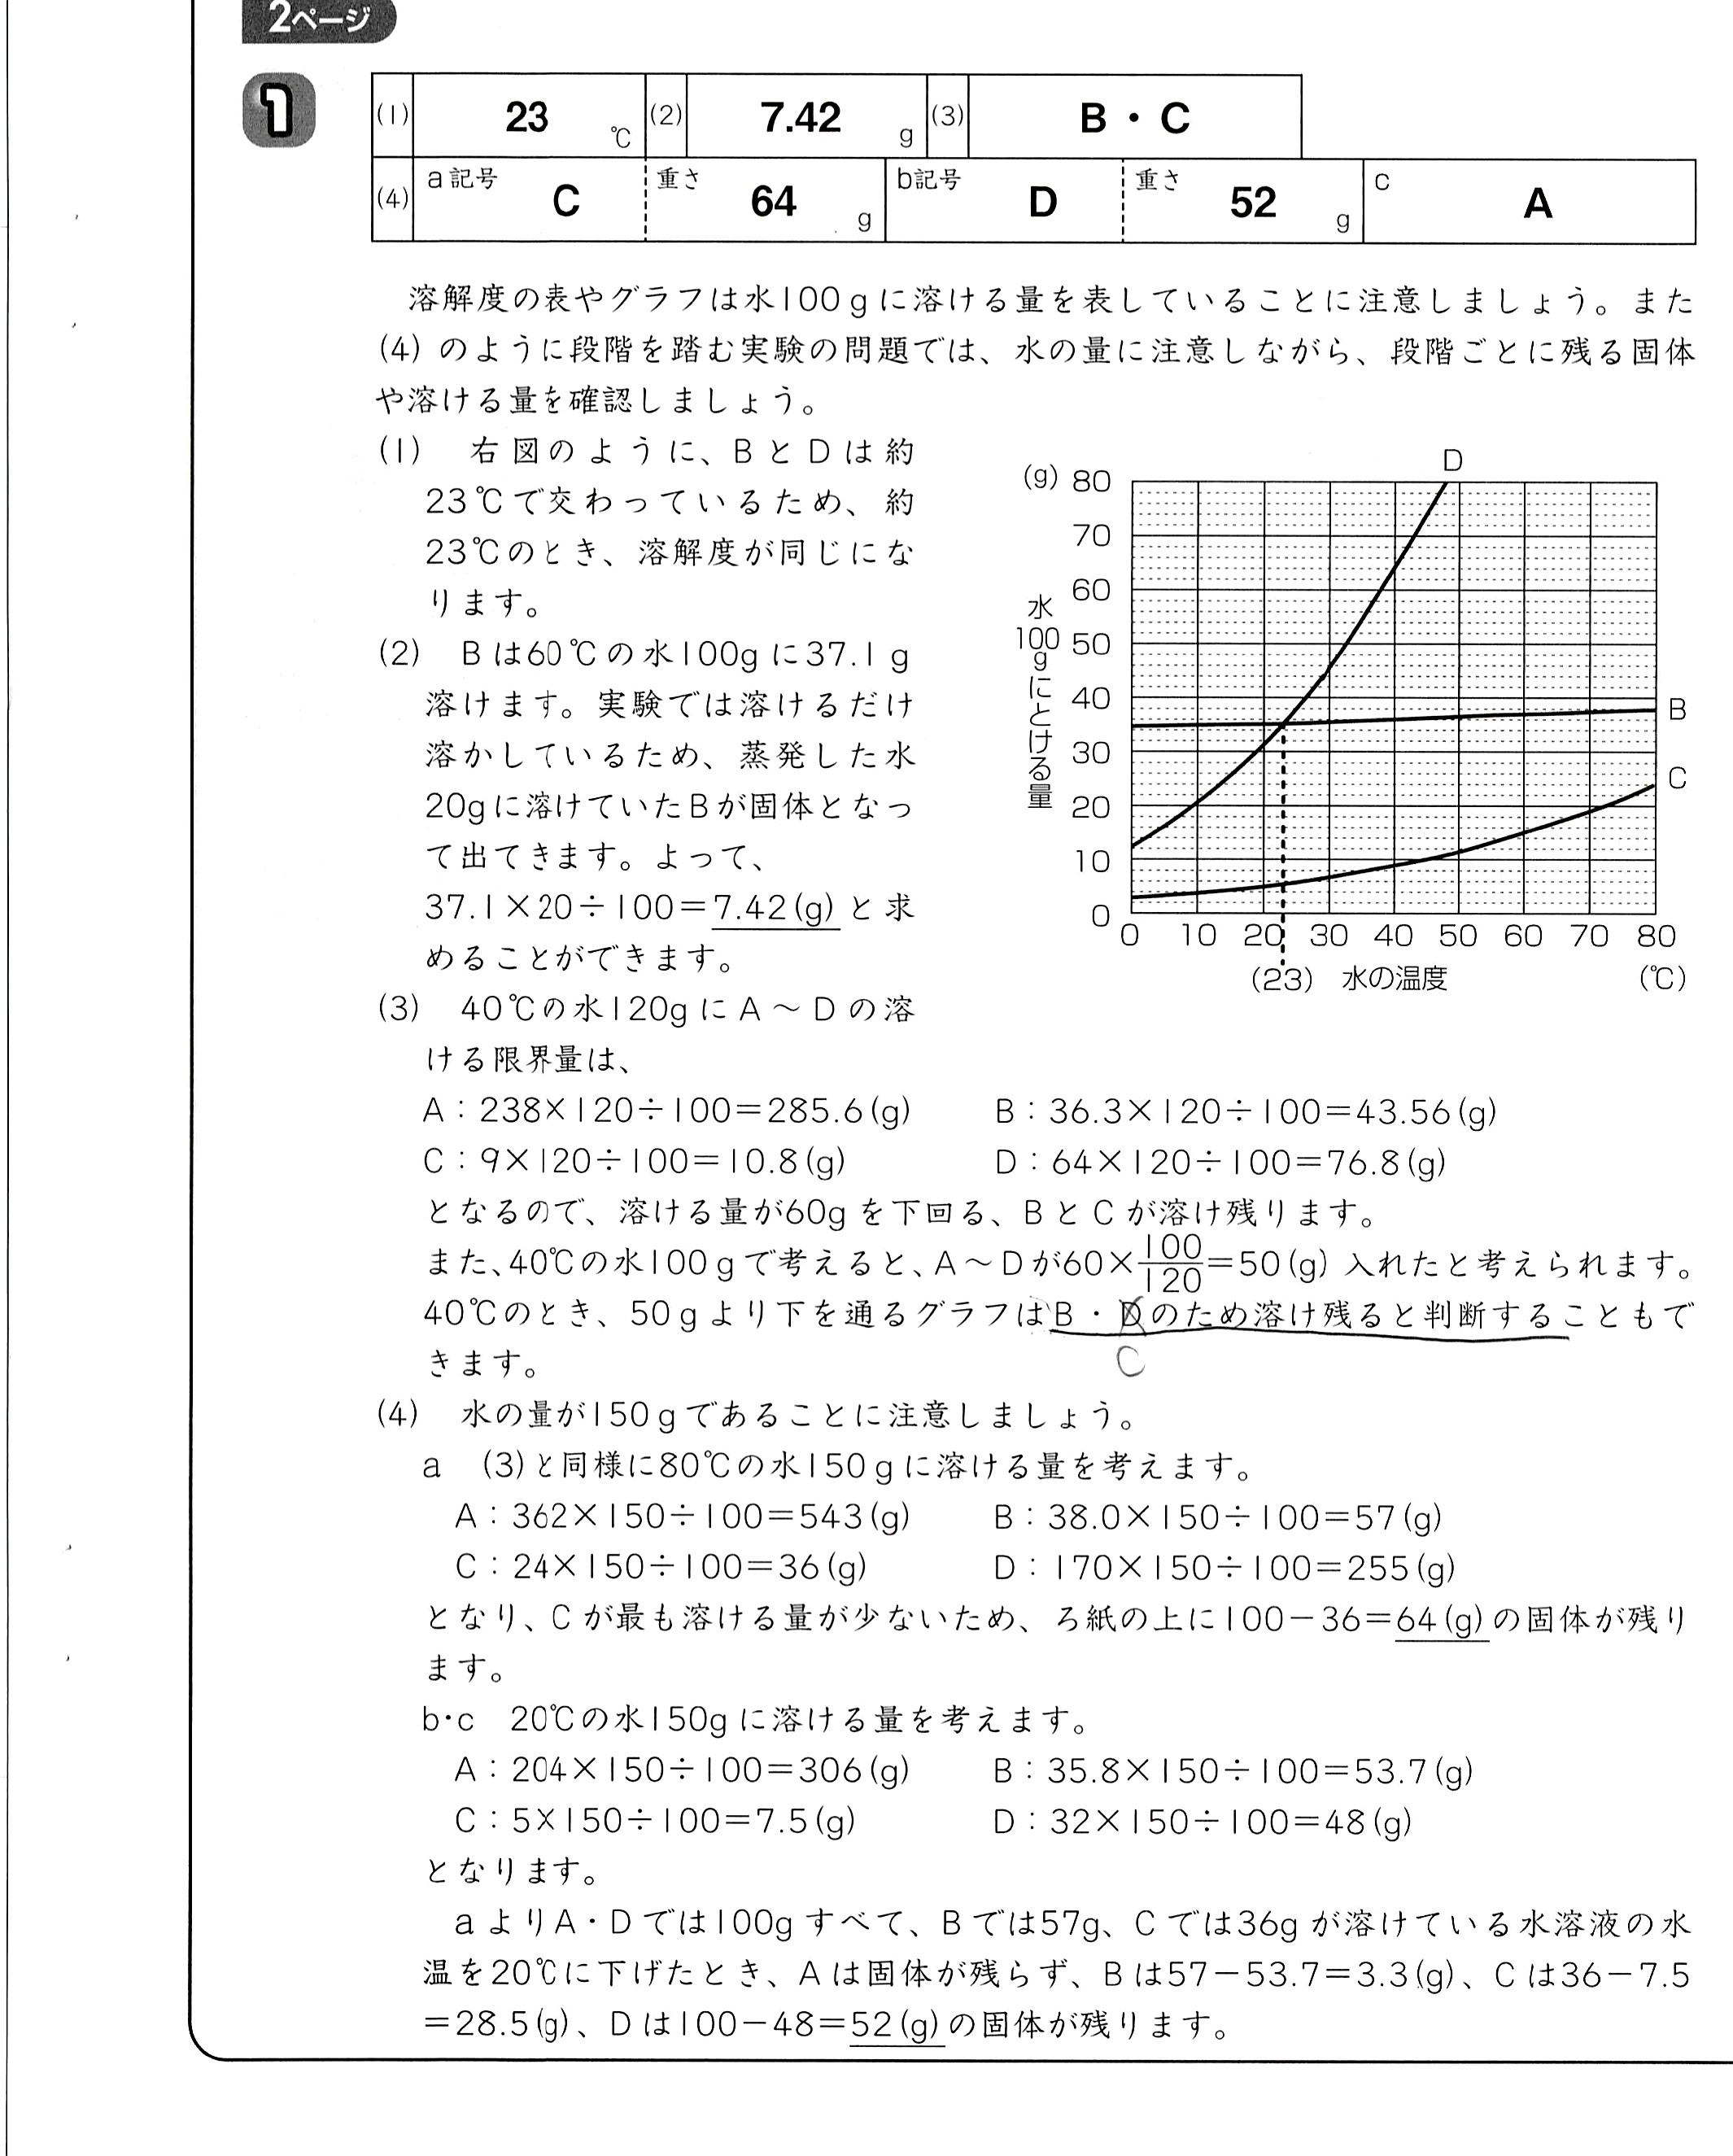 2ページ
1
(1) 23 ℃ (2) 7.42 g (3) B・C
(4) a記号 C 重さ 64 g b記号 D 重さ 52 g c A
溶解度の表やグラフは水100gに溶ける量を表していることに注意しましょう。また
(4)のように段階を踏む実験の問題では、水の量に注意しながら、段階ごとに残る固体
や溶ける量を確認しましょう。
(1) 右図のように、BとDは約
23℃で交わっているため、約
23℃のとき、溶解度が同じにな
ります。
(2) Bは60℃の水100gに37.1g
溶けます。実験では溶けるだけ
溶かしているため、蒸発した水
20gに溶けていたBが固体となっ
て出てきます。よって、
37.1×20÷100=7.42(g)と求
めることができます。
(g)
80
70
60
50
40
30
20
10
0
水100gにとける量
D
B
C
0 10 20 30 40 50 60 70 80
(23) 水の温度 (℃)
(3) 40℃の水120gにA～Dの溶
ける限界量は、
A：238×120÷100=285.6(g) B：36.3×120÷100=43.56(g)
C：9×120÷100=10.8(g) D：64×120÷100=76.8(g)
となるので、溶ける量が60gを下回る、BとCが溶け残ります。
また、40℃の水100gで考えると、A～Dが60×100/120=50(g)入れたと考えられます。
40℃のとき、50gより下を通るグラフはB・Dのため溶け残ると判断することもで
C
きます。
(4) 水の量が150gであることに注意しましょう。
a (3)と同様に80℃の水150gに溶ける量を考えます。
A：362×150÷100=543(g) B：38.0×150÷100=57(g)
C：24×150÷100=36(g) D：170×150÷100=255(g)
となり、Cが最も溶ける量が少ないため、ろ紙の上に100－36=64(g)の固体が残り
ます。
b・c 20℃の水150gに溶ける量を考えます。
A：204×150÷100=306(g) B：35.8×150÷100=53.7(g)
C：5×150÷100=7.5(g) D：32×150÷100=48(g)
となります。
aよりA・Dでは100gすべて、Bでは57g、Cでは36gが溶けている水溶液の水
温を20℃に下げたとき、Aは固体が残らず、Bは57－53.7=3.3(g)、Cは36－7.5
=28.5(g)、Dは100－48=52(g)の固体が残ります。